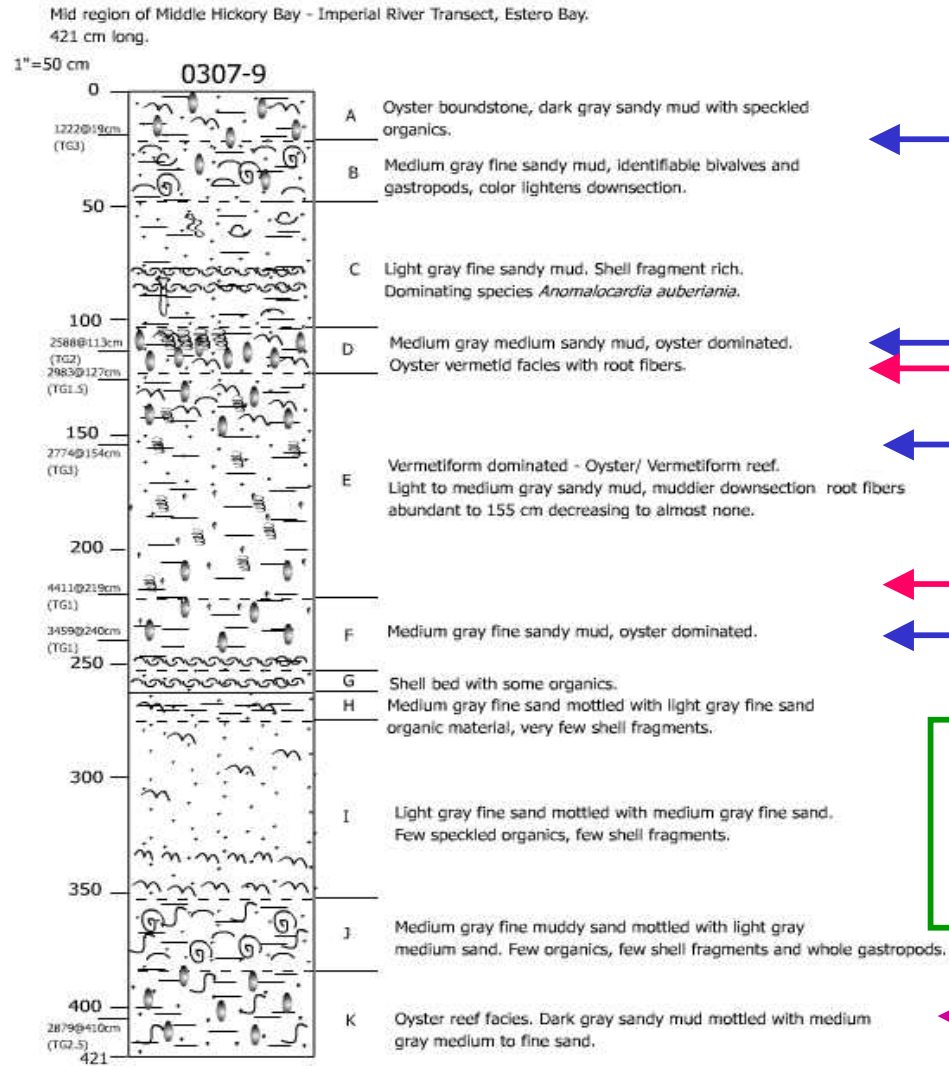 Mid region of Middle Hickory Bay - Imperial River Transect, Estero Bay.
421 cm long.
1"=50 cm
0307-9
0
A
Oyster boundstone, dark gray sandy mud with speckled
organics.
1222@19cm
(TG3)
B
Medium gray fine sandy mud, identifiable bivalves and
gastropods, color lightens downsection.
50
C
Light gray fine sandy mud. Shell fragment rich.
Dominating species Anomalocardia auberiania.
100
2588@113cm
(TG2)
D
Medium gray medium sandy mud, oyster dominated.
Oyster vermetid facies with root fibers.
2983@127cm
(TG1.5)
150
2774@154cm
(TG3)
E
Vermetiform dominated - Oyster/ Vermetiform reef.
Light to medium gray sandy mud, muddier downsection root fibers
abundant to 155 cm decreasing to almost none.
200
4411@219cm
(TG1)
3459@240cm
(TG1)
F
Medium gray fine sandy mud, oyster dominated.
250
G
Shell bed with some organics.
H
Medium gray fine sand mottled with light gray fine sand
organic material, very few shell fragments.
300
I
Light gray fine sand mottled with medium gray fine sand.
Few speckled organics, few shell fragments.
350
J
Medium gray fine muddy sand mottled with light gray
medium sand. Few organics, few shell fragments and whole gastropods.
400
K
Oyster reef facies. Dark gray sandy mud mottled with medium
gray medium to fine sand.
2879@410cm
(TG2.5)
421